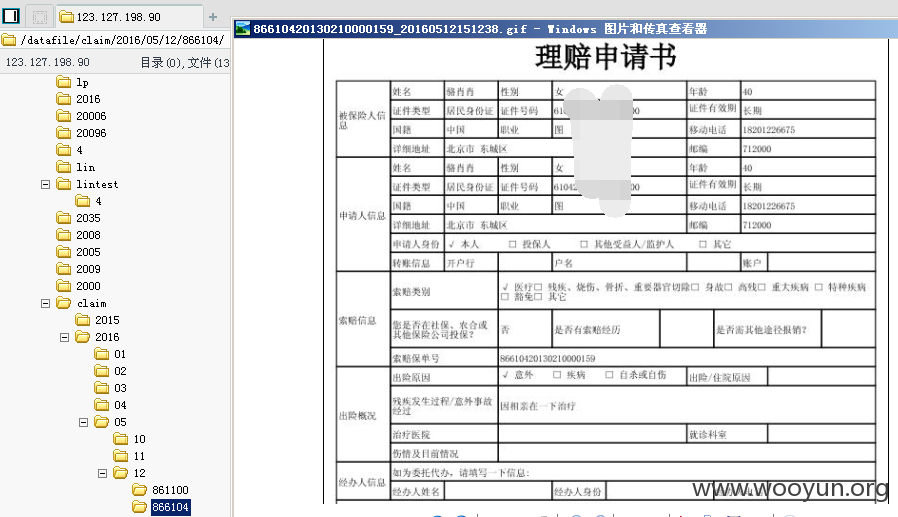 123.127.198.90
/datafile/claim/2016/05/12/866104/
123.127.198.90 目录(0),文件(13
lp
2016
20006
20096
4
lin
lintest
4
2035
2008
2005
2009
2000
claim
2015
2016
01
02
03
04
05
10
11
12
861100
866104
86610420130210000159_20160512151238.gif - Windows 图片和传真查看器
理赔申请书
被保险人信息
姓名 骆肖肖 性别 女 年龄 40
证件类型 居民身份证 证件号码 610 00 证件有效期 长期
国籍 中国 职业 图 移动电话 18201226675
详细地址 北京市 东城区 邮编 712000
申请人信息
姓名 骆肖肖 性别 女 年龄 40
证件类型 居民身份证 证件号码 61042 00 证件有效期 长期
国籍 中国 职业 图 移动电话 18201226675
详细地址 北京市 东城区 邮编 712000
申请人身份 √ 本人 □ 投保人 □ 其他受益人/监护人 □ 其它
转账信息 开户行 户名 账户
索赔信息
索赔类别 √ 医疗□ 残疾、烧伤、骨折、重要器官切除□ 身故□ 高残□ 重大疾病 □ 特种疾病
□ 豁免□ 其它
您是否在社保、农合或其他保险公司投保? 否 是否有索赔经历 是否需其他途径报销?
索赔保单号 86610420130210000159
出险概况
出险原因 √ 意外 □ 疾病 □ 自杀或自伤 出险/住院原因
残疾发生过程/意外事故经过 因相亲在一下治疗
治疗医院 就诊科室
伤情及目前情况
经办人信息
如为委托代办，请填写一下信息:
经办人姓名 经办人身份
www.wooyun.org